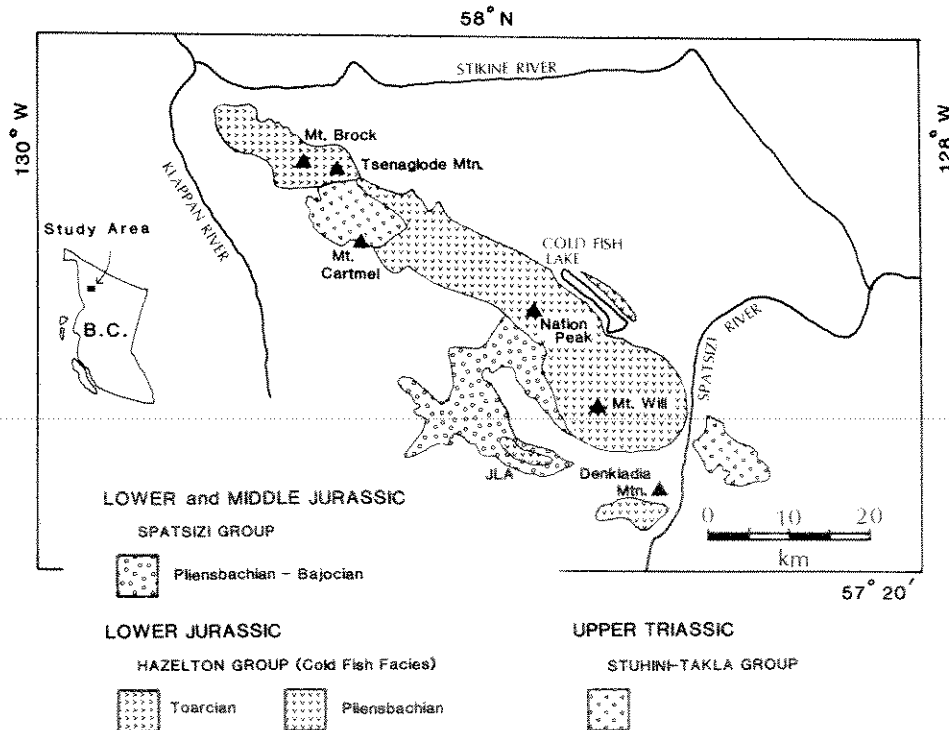 58° N
STIKINE RIVER
130° W
128° W
Mt. Brock
Tsenaglode Mtn.
KLAPPAN RIVER
Study Area
B.C.
Mt.
Cartmel
COLD FISH
LAKE
Nation
Peak
SPATSIZI RIVER
Mt. Will
JLA
Denkladia
Mtn.
0 10 20
km
57° 20′
LOWER and MIDDLE JURASSIC
SPATSIZI GROUP
Pliensbachian - Bajocian
LOWER JURASSIC
HAZELTON GROUP (Cold Fish Facies)
Toarcian
Pliensbachian
UPPER TRIASSIC
STUHINI-TAKLA GROUP